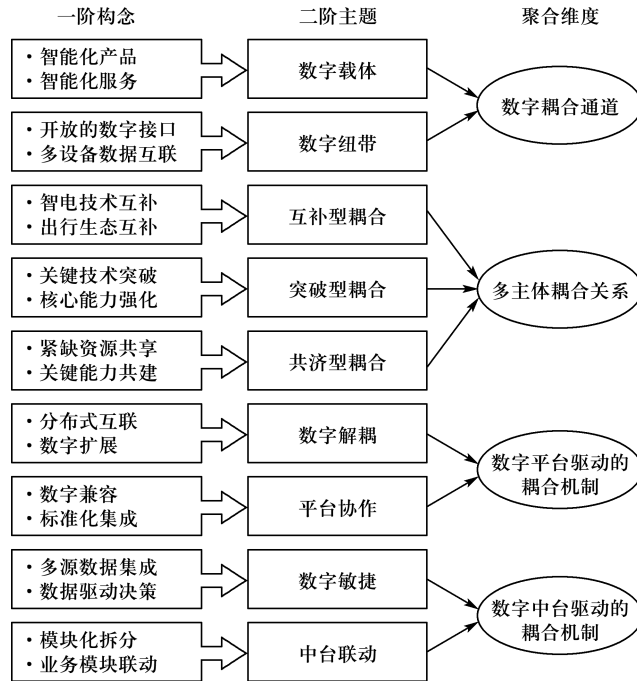 一阶构念 二阶主题 聚合维度
·智能化产品
·智能化服务
数字载体
·开放的数字接口
·多设备数据互联
数字纽带
数字耦合通道
·智电技术互补
·出行生态互补
互补型耦合
·关键技术突破
·核心能力强化
突破型耦合
·紧缺资源共享
·关键能力共建
共济型耦合
多主体耦合关系
·分布式互联
·数字扩展
数字解耦
·数字兼容
·标准化集成
平台协作
数字平台驱动的
耦合机制
·多源数据集成
·数据驱动决策
数字敏捷
·模块化拆分
·业务模块联动
中台联动
数字中台驱动的
耦合机制